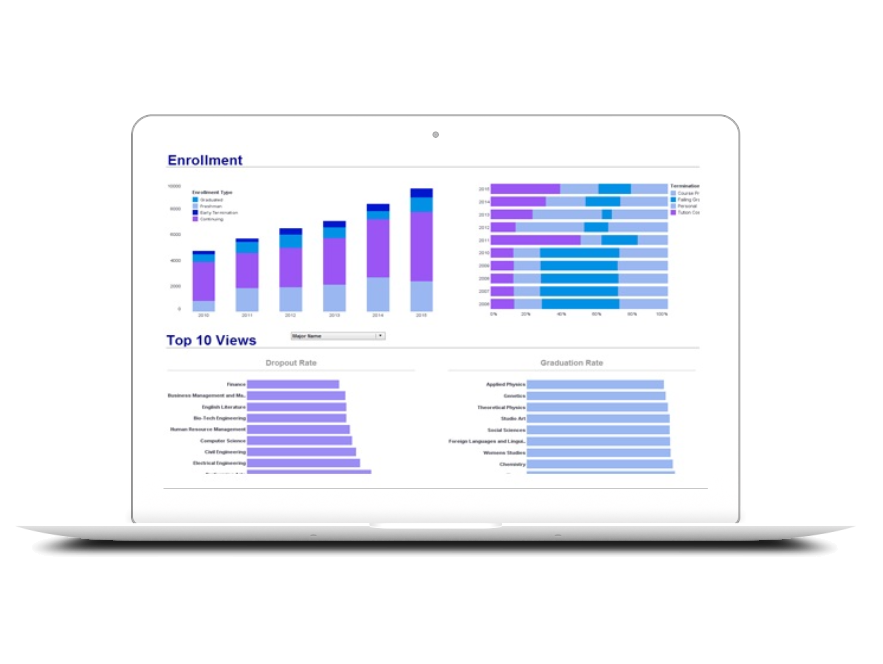 Enrollment
10000
8000
6000
4000
2000
0
Enrollment Type
Graduated
Freshman
Early Termination
Continuing
2010
2011
2012
2013
2014
2015
2015
2014
2013
2012
2011
2010
2009
2008
2007
2006
0%
20%
40%
60%
80%
100%
Termination
Course Pr
Failing Gra
Personal
Tuition Cos
Top 10 Views
Major Name
Dropout Rate
Finance
Business Management and Ma..
English Literature
Bio-Tech Engineering
Human Resource Management
Computer Science
Civil Engineering
Electrical Engineering
Graduation Rate
Applied Physics
Genetics
Theoretical Physics
Studio Art
Social Sciences
Foreign Languages and Lingui..
Womens Studies
Chemistry